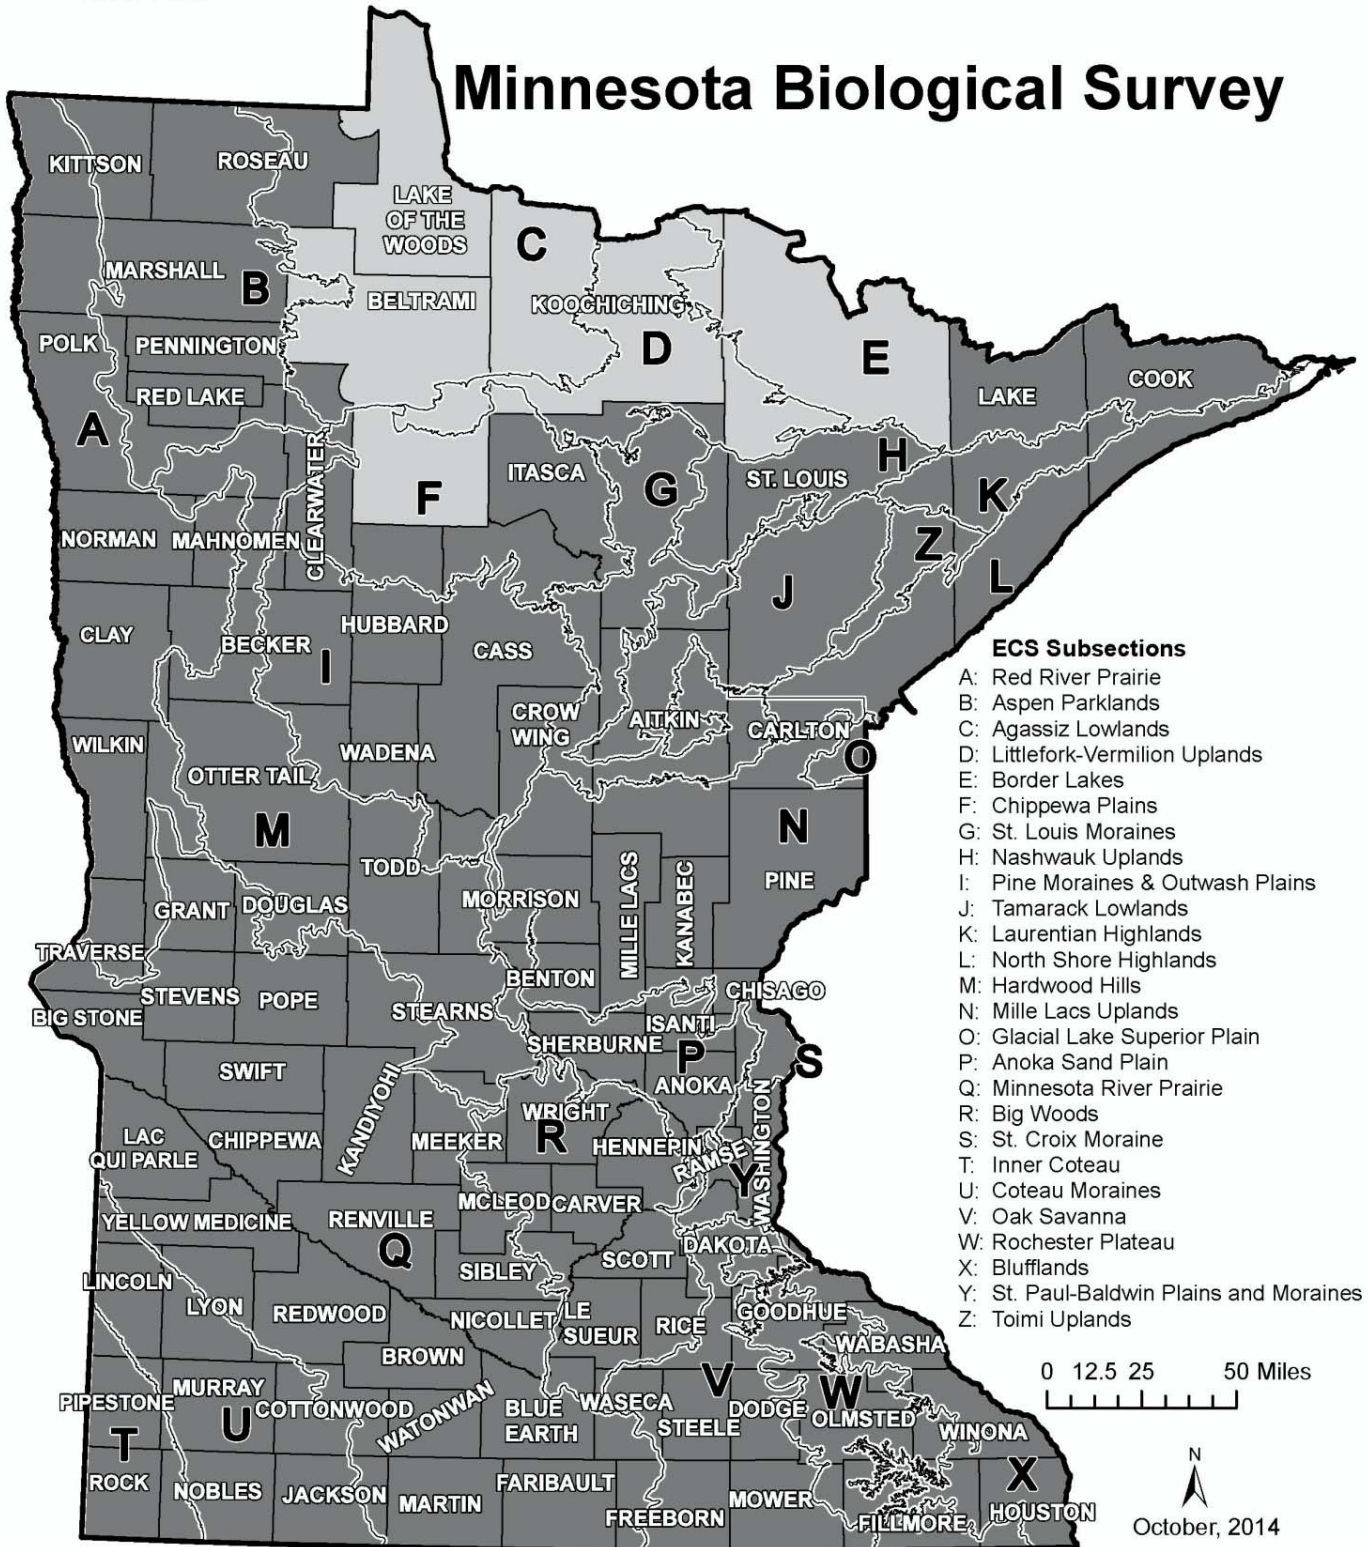 Minnesota Biological Survey
KITTSON
ROSEAU
LAKE
OF THE
WOODS
C
MARSHALL
B
BELTRAMI
KOOCHICHING
D
E
POLK
PENNINGTON
RED LAKE
LAKE
COOK
A
CLEARWATER
F
ITASCA
G
ST. LOUIS
H
K
NORMAN
MAHNOMEN
Z
L
J
CLAY
BECKER
I
HUBBARD
CASS
WILKIN
OTTER TAIL
WADENA
CROW
WING
AITKIN
CARLTON
O
M
TODD
N
PINE
GRANT
DOUGLAS
MORRISON
MILLE LACS
KANABEC
TRAVERSE
STEVENS
POPE
STEARNS
BENTON
CHISAGO
BIG STONE
ISANTI
SHERBURNE
P
S
SWIFT
KANDIYOHI
ANOKA
WASHINGTON
LAC
QUI PARLE
CHIPPEWA
MEEKER
WRIGHT
R
HENNEPIN
RAMSEY
Y
YELLOW MEDICINE
RENVILLE
Q
MCLEOD
CARVER
SCOTT
DAKOTA
LINCOLN
LYON
REDWOOD
SIBLEY
NICOLLET
LE
SUEUR
RICE
GOODHUE
WABASHA
BROWN
PIPESTONE
MURRAY
U
COTTONWOOD
WATONWAN
BLUE
EARTH
WASECA
V
STEELE
DODGE
W
OLMSTED
WINONA
T
ROCK
NOBLES
JACKSON
MARTIN
FARIBAULT
FREEBORN
MOWER
FILLMORE
X
HOUSTON
ECS Subsections
A: Red River Prairie
B: Aspen Parklands
C: Agassiz Lowlands
D: Littlefork-Vermilion Uplands
E: Border Lakes
F: Chippewa Plains
G: St. Louis Moraines
H: Nashwauk Uplands
I: Pine Moraines & Outwash Plains
J: Tamarack Lowlands
K: Laurentian Highlands
L: North Shore Highlands
M: Hardwood Hills
N: Mille Lacs Uplands
O: Glacial Lake Superior Plain
P: Anoka Sand Plain
Q: Minnesota River Prairie
R: Big Woods
S: St. Croix Moraine
T: Inner Coteau
U: Coteau Moraines
V: Oak Savanna
W: Rochester Plateau
X: Blufflands
Y: St. Paul-Baldwin Plains and Moraines
Z: Toimi Uplands
0 12.5 25 50 Miles
N
October, 2014